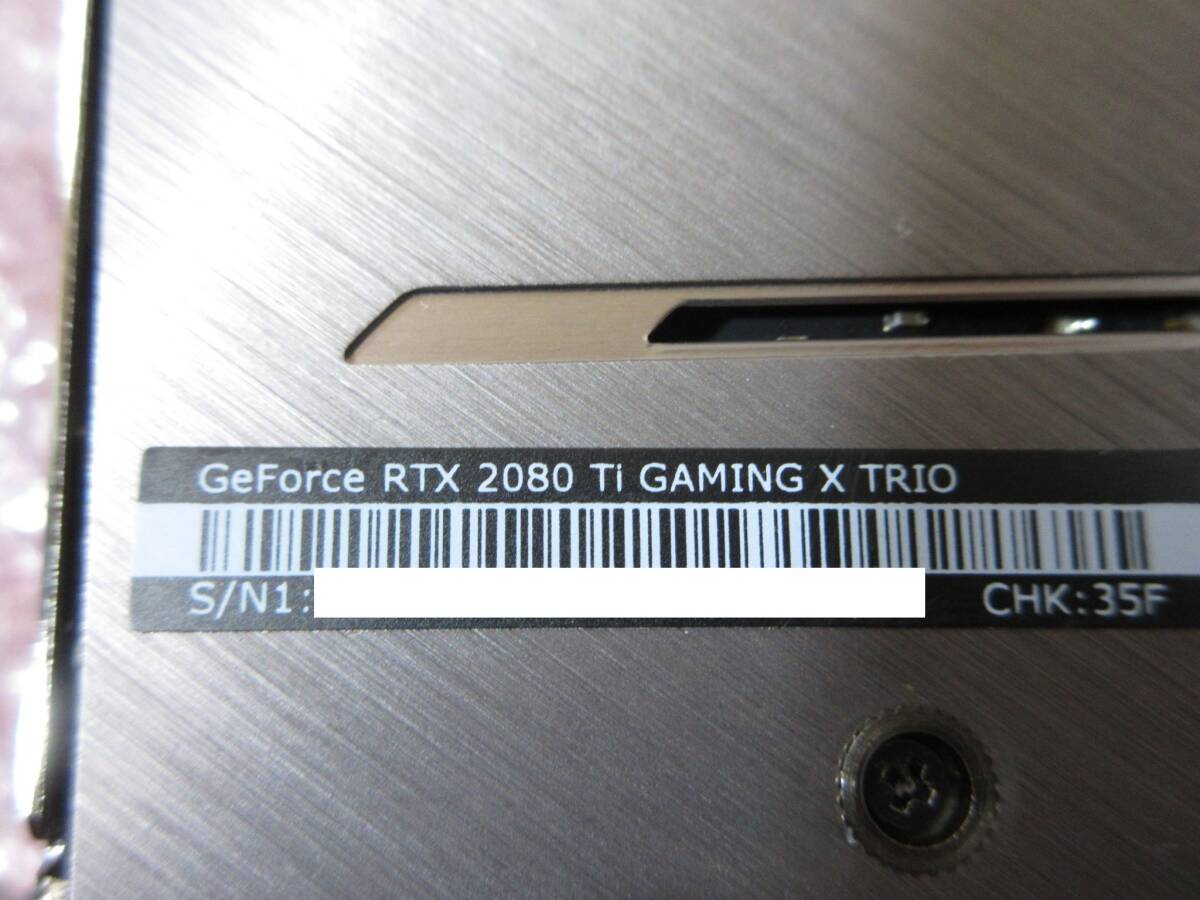 GeForce RTX 2080 Ti GAMING X TRIO
S/N1: CHK:35F